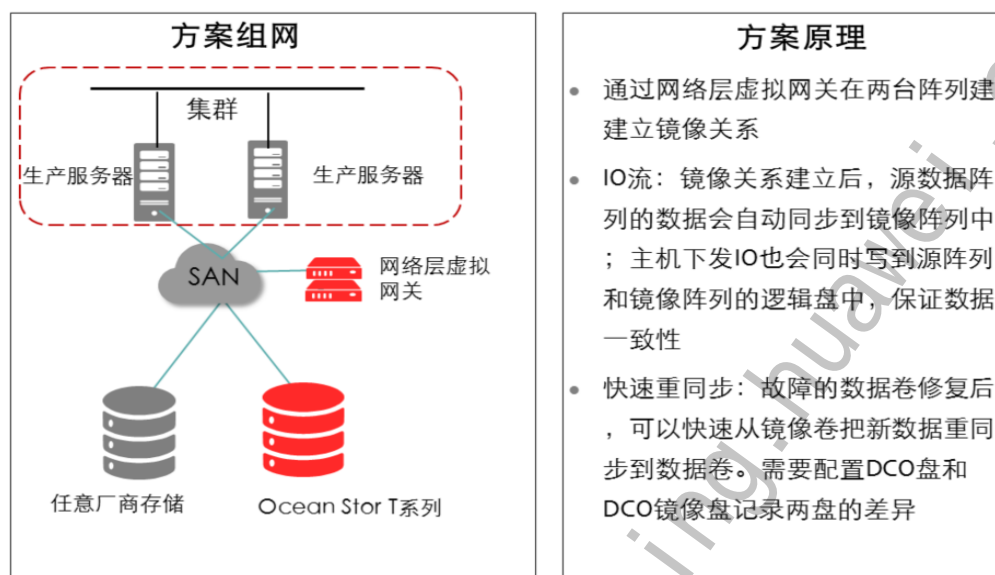 方案组网
集群
生产服务器
生产服务器
SAN
网络层虚拟
网关
任意厂商存储
Ocean Stor T系列
方案原理
• 通过网络层虚拟网关在两台阵列建
建立镜像关系
• IO流：镜像关系建立后，源数据阵
列的数据会自动同步到镜像阵列中
；主机下发IO也会同时写到源阵列
和镜像阵列的逻辑盘中，保证数据
一致性
• 快速重同步：故障的数据卷修复后
，可以快速从镜像卷把新数据重同
步到数据卷。需要配置DCO盘和
DCO镜像盘记录两盘的差异
ing.huawei.